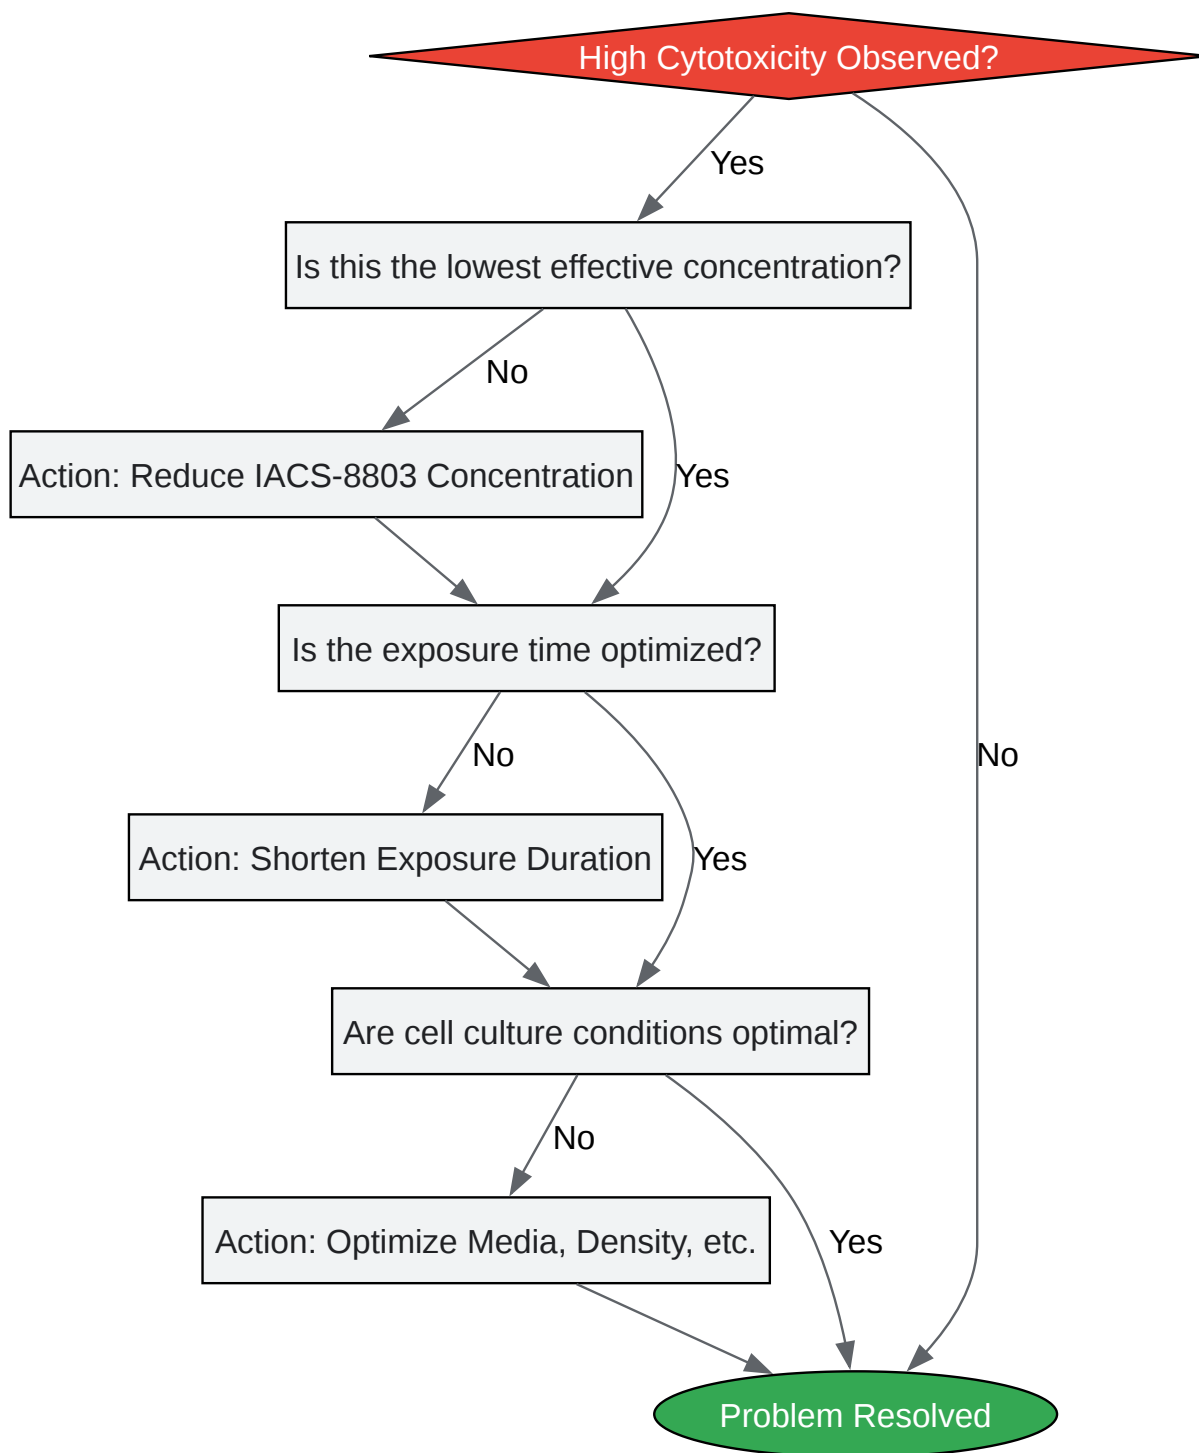 High Cytotoxicity Observed?
Yes
Is this the lowest effective concentration?
No
Action: Reduce IACS-8803 Concentration
Yes
Is the exposure time optimized?
No
No
Action: Shorten Exposure Duration
Yes
Are cell culture conditions optimal?
No
Action: Optimize Media, Density, etc.
Yes
Problem Resolved